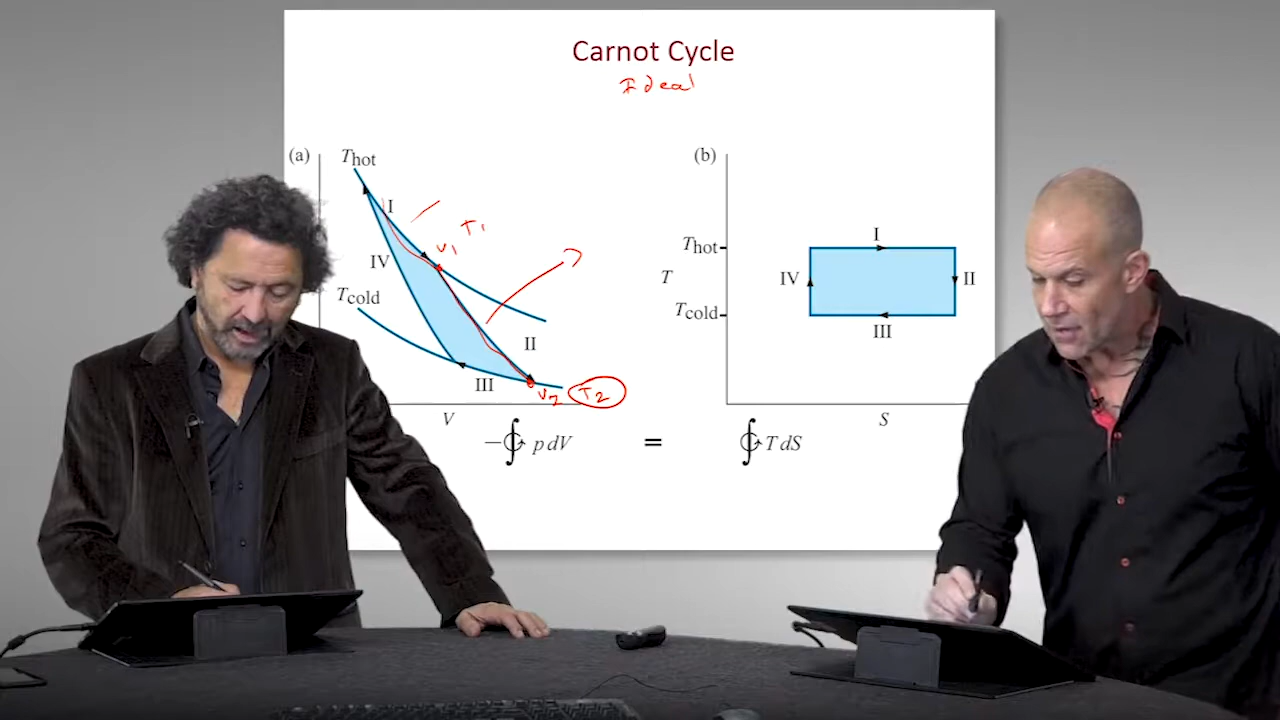 Carnot Cycle
Ideal
(a)
Thot
I
V1 T1
IV
Tcold
II
III
V2 T2
V
(b)
Thot
I
T
IV
II
Tcold
III
S
−∮ p dV = ∮ T dS